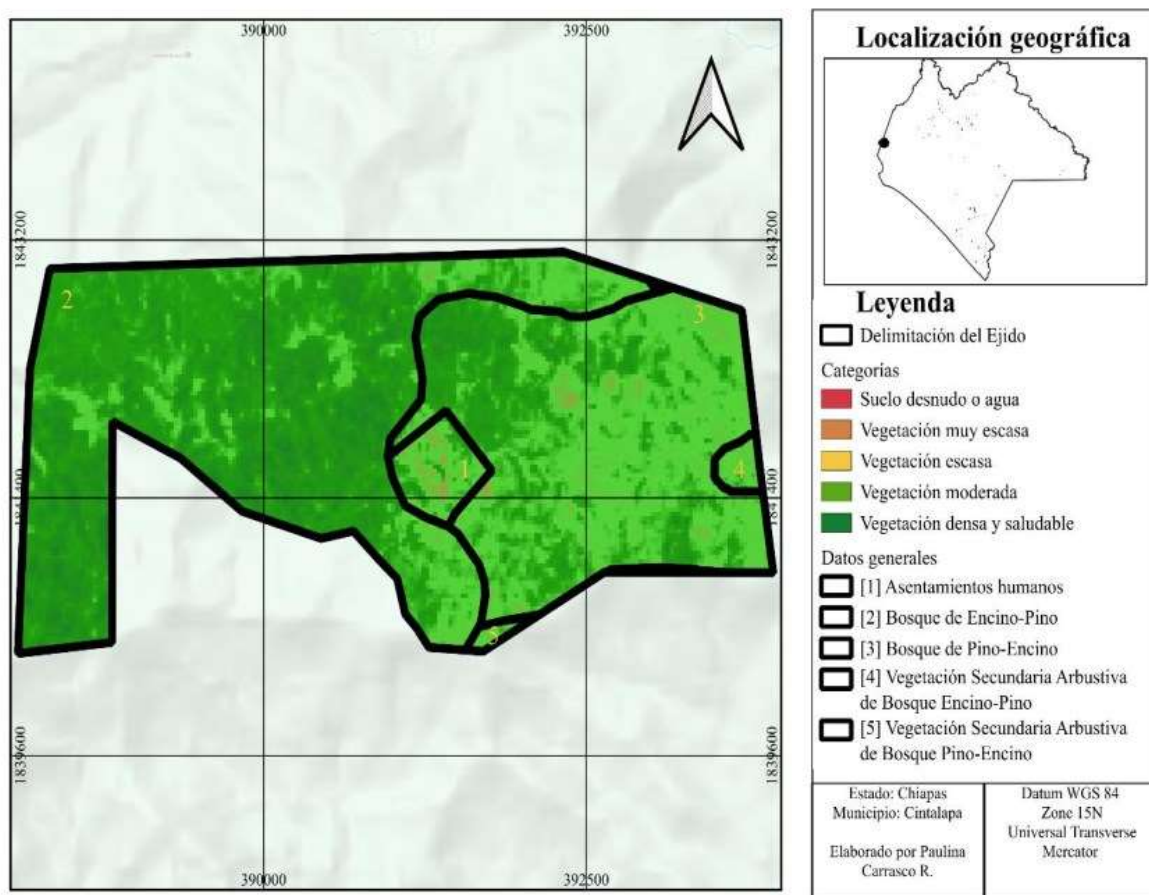 390000
392500
1843200
1843200
2
3
1
4
5
1841400
1841400
1839600
1839600
390000
392500
Localización geográfica
Leyenda
Delimitación del Ejido
Categorías
Suelo desnudo o agua
Vegetación muy escasa
Vegetación escasa
Vegetación moderada
Vegetación densa y saludable
Datos generales
[1] Asentamientos humanos
[2] Bosque de Encino-Pino
[3] Bosque de Pino-Encino
[4] Vegetación Secundaria Arbustiva
de Bosque Encino-Pino
[5] Vegetación Secundaria Arbustiva
de Bosque Pino-Encino
Estado: Chiapas
Municipio: Cintalapa
Elaborado por Paulina
Carrasco R.
Datum WGS 84
Zone 15N
Universal Transverse
Mercator